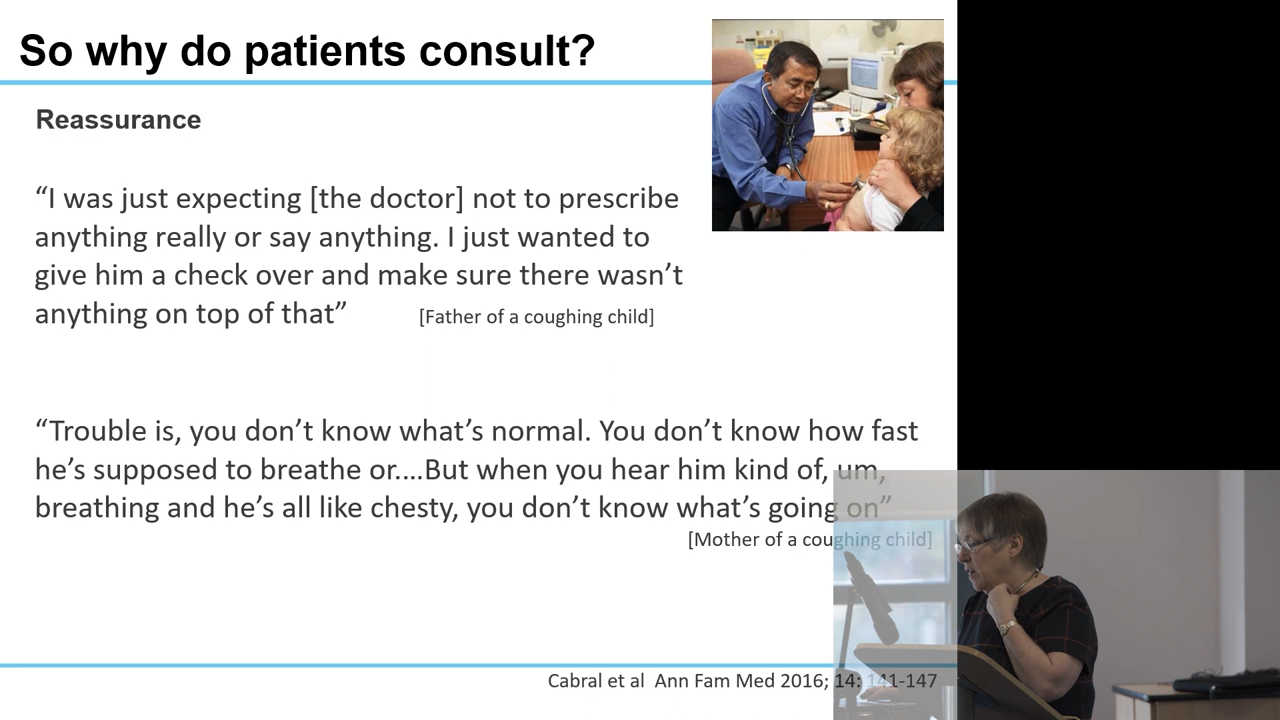 So why do patients consult?
Reassurance
“I was just expecting [the doctor] not to prescribe
anything really or say anything. I just wanted to
give him a check over and make sure there wasn’t
anything on top of that”
[Father of a coughing child]
“Trouble is, you don’t know what’s normal. You don’t know how fast
he’s supposed to breathe or....But when you hear him kind of, um,
breathing and he’s all like chesty, you don’t know what’s going on”
[Mother of a coughing child]
Cabral et al  Ann Fam Med 2016; 14: 141-147